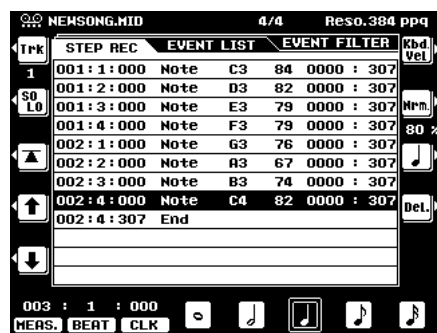 NEWSONG.MID 4/4 Reso.384 ppq
Trk STEP REC EVENT LIST EVENT FILTER Kbd. Vel
1 001:1:000 Note C3 84 0000 : 307
001:2:000 Note D3 82 0000 : 307
SO LO 001:3:000 Note E3 79 0000 : 307 Nrm.
001:4:000 Note F3 79 0000 : 307 80 %
002:1:000 Note G3 76 0000 : 307
002:2:000 Note A3 67 0000 : 307
002:3:000 Note B3 74 0000 : 307
002:4:000 Note C4 82 0000 : 307 Del.
002:4:307 End
003 : 1 : 000
MEAS. BEAT CLK